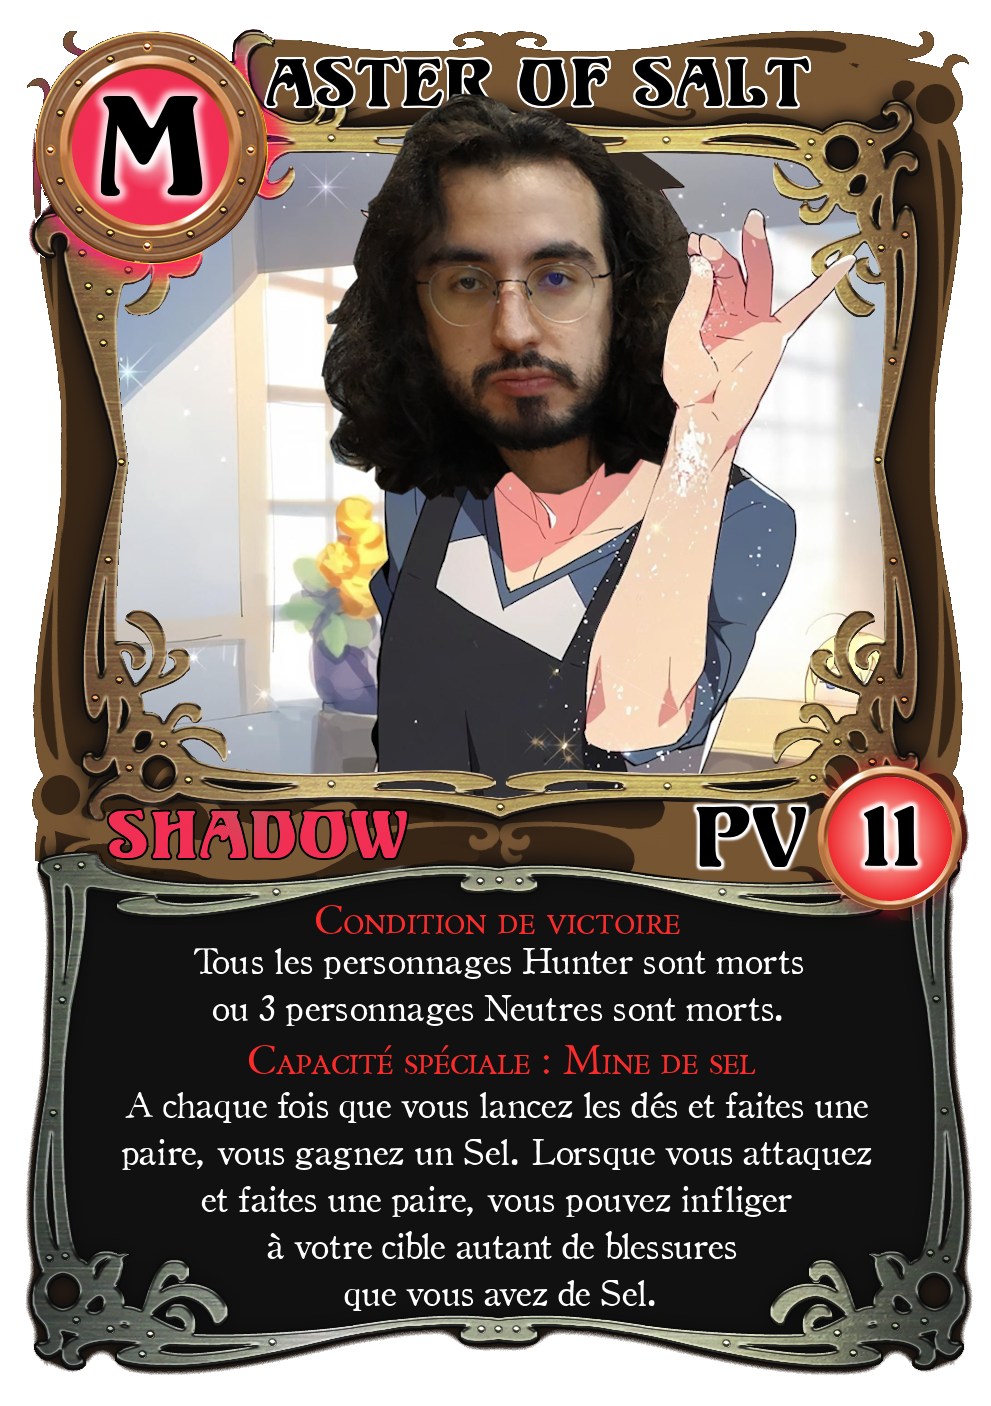 MASTER OF SALT
SHADOW
PV 11
Condition de victoire
Tous les personnages Hunter sont morts
ou 3 personnages Neutres sont morts.
Capacité spéciale : Mine de sel
A chaque fois que vous lancez les dés et faites une
paire, vous gagnez un Sel. Lorsque vous attaquez
et faites une paire, vous pouvez infliger
à votre cible autant de blessures
que vous avez de Sel.